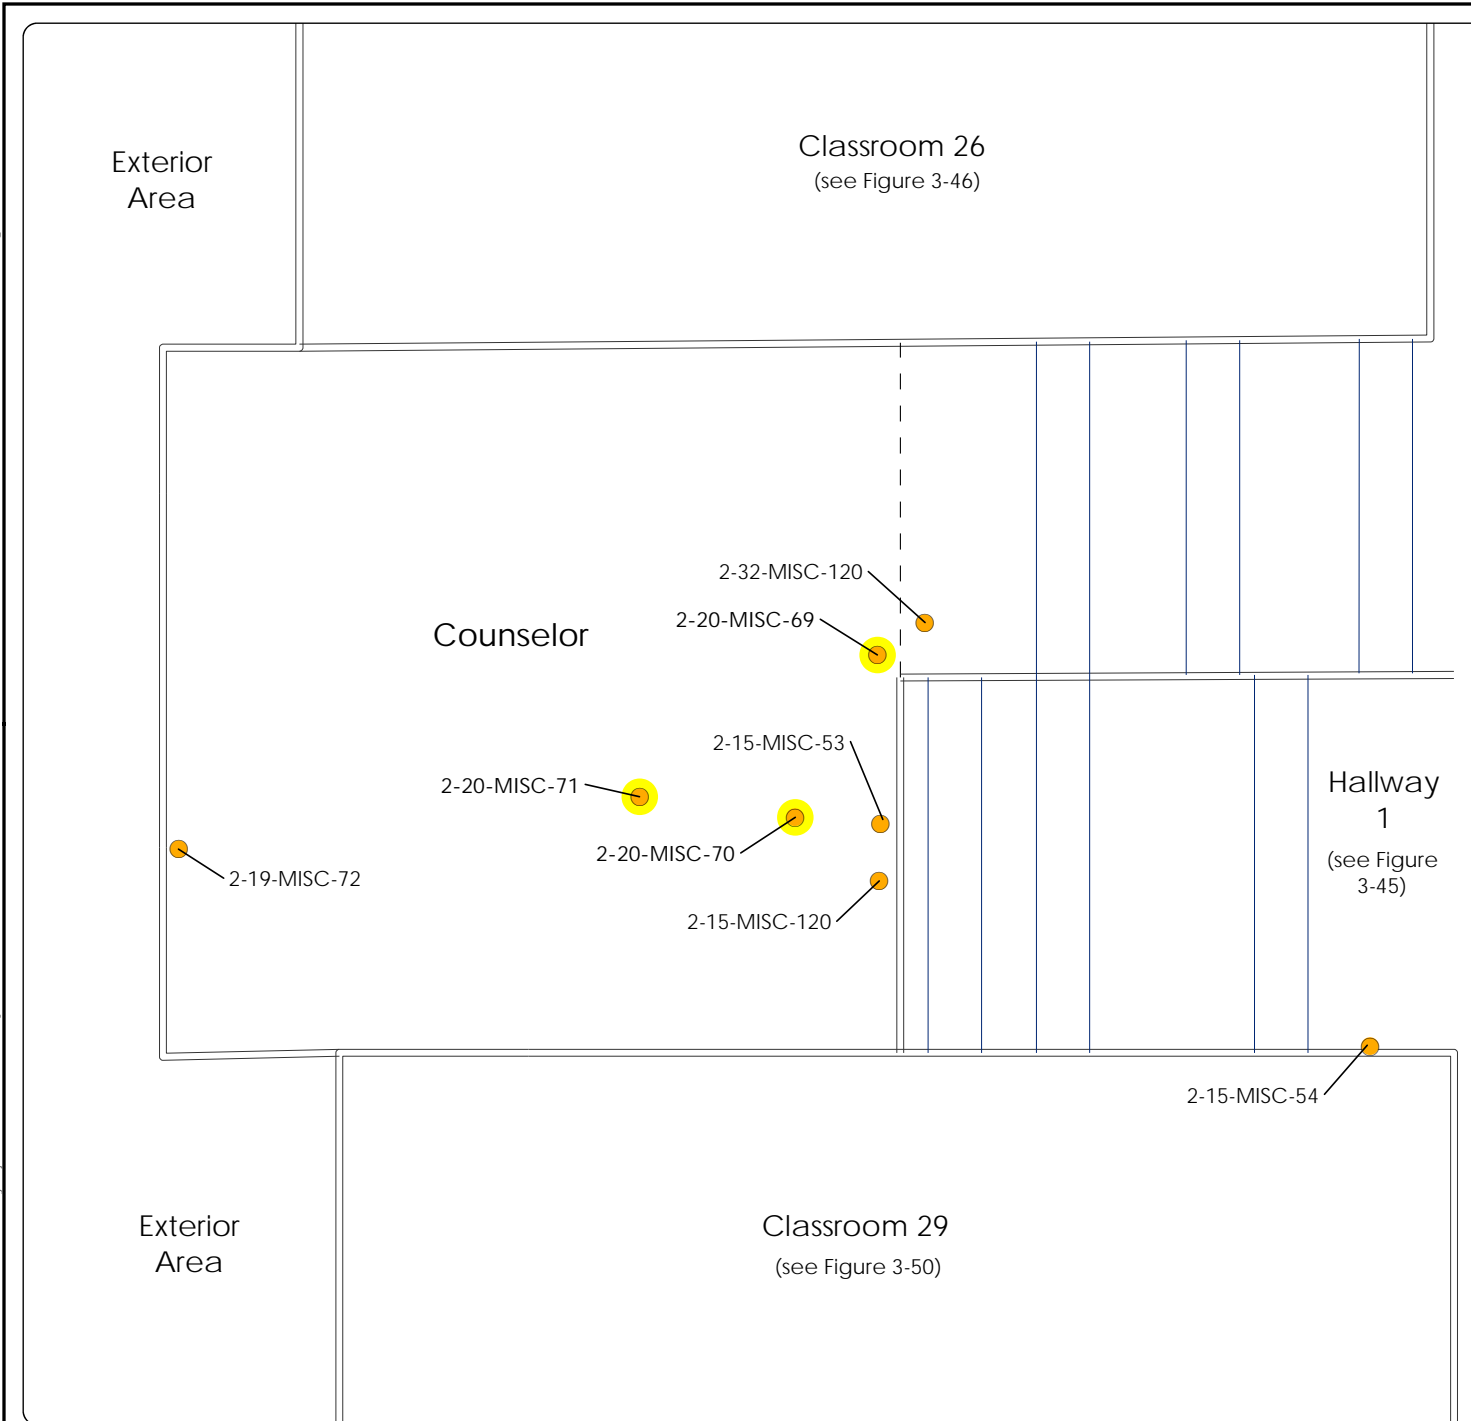 Classroom 26
(see Figure 3-46)
Exterior
Area
2-32-MISC-120
2-20-MISC-69
Counselor
2-15-MISC-53
2-20-MISC-71
2-20-MISC-70
2-19-MISC-72
2-15-MISC-120
Hallway
1
(see Figure
3-45)
2-15-MISC-54
Exterior
Area
Classroom 29
(see Figure 3-50)